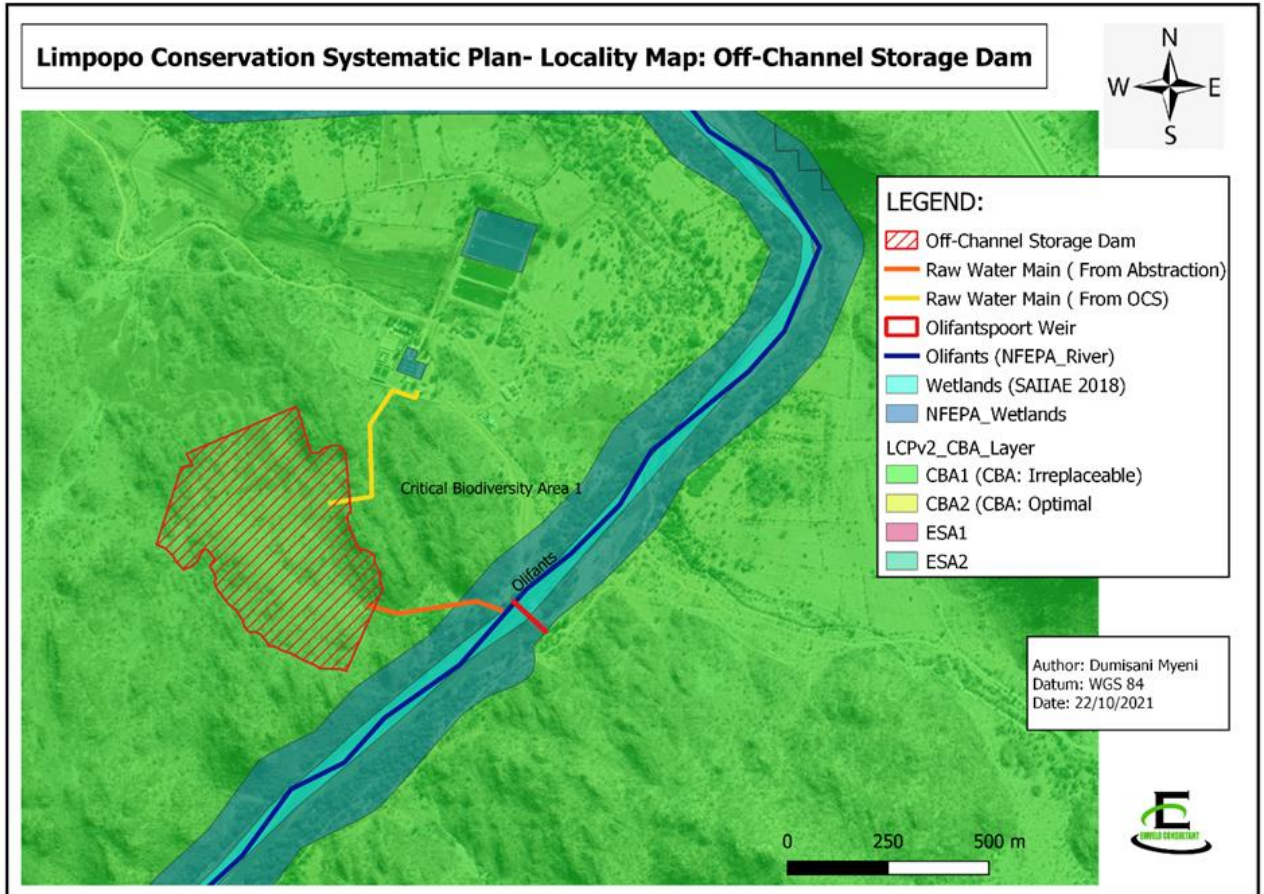 Limpopo Conservation Systematic Plan- Locality Map: Off-Channel Storage Dam
N
W
E
S
LEGEND:
Off-Channel Storage Dam
Raw Water Main ( From Abstraction)
Raw Water Main ( From OCS)
Olifantspoort Weir
Olifants (NFEPA_River)
Wetlands (SAIIAE 2018)
NFEPA_Wetlands
LCPv2_CBA_Layer
CBA1 (CBA: Irreplaceable)
CBA2 (CBA: Optimal
ESA1
ESA2
Critical Biodiversity Area 1
Olifants
Author: Dumisani Myeni
Datum: WGS 84
Date: 22/10/2021
0 250 500 m
E
EMVELO CONSULTANT